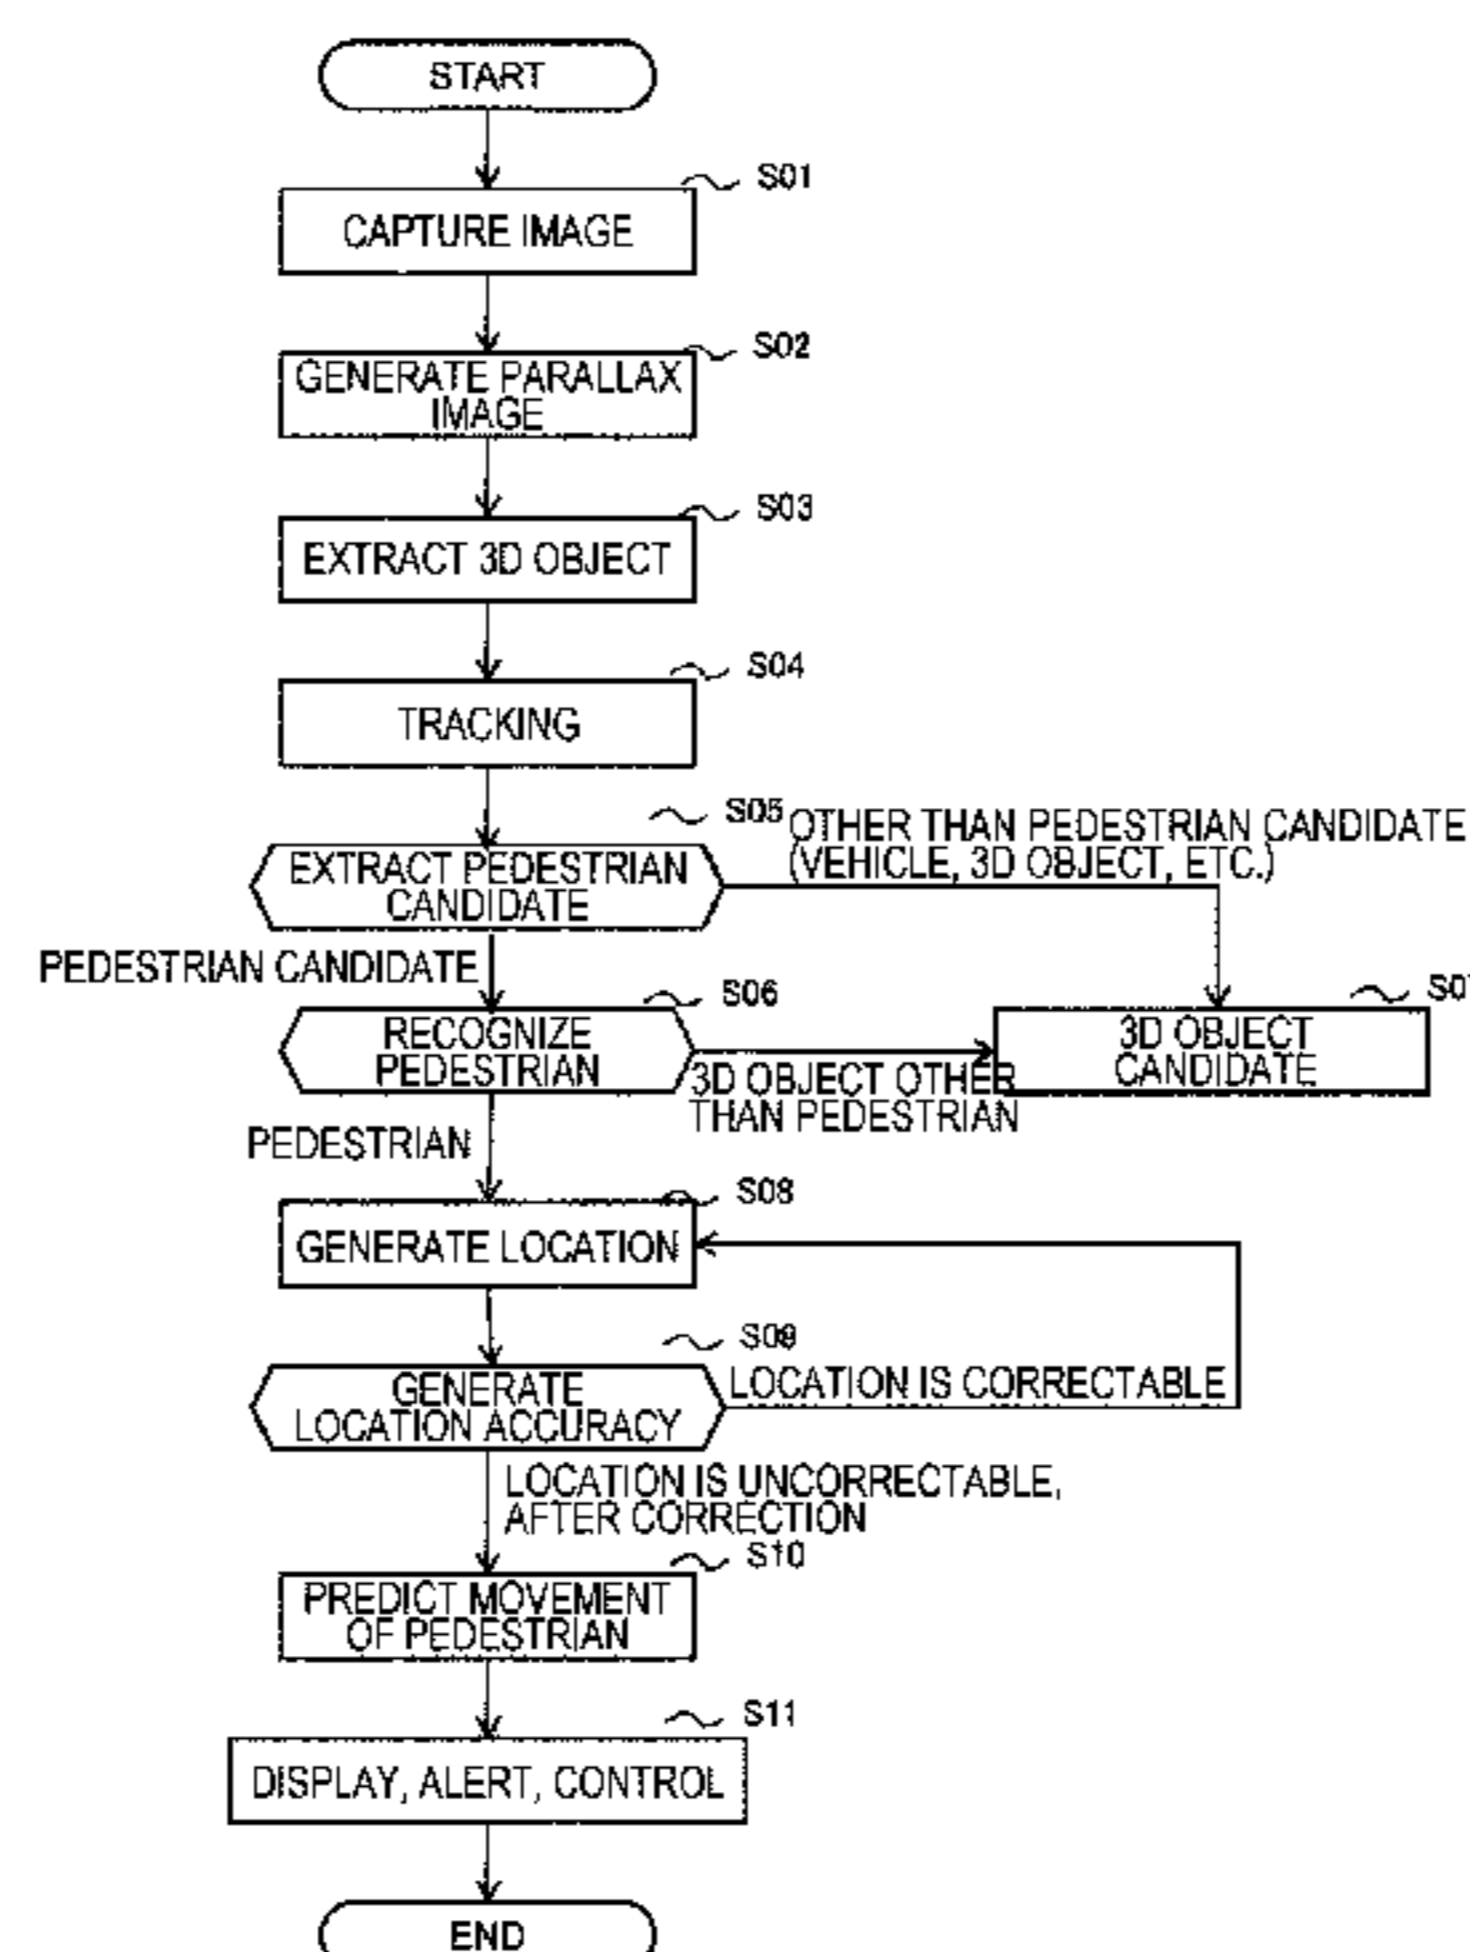 START
S01
CAPTURE IMAGE
S02
GENERATE PARALLAX
IMAGE
S03
EXTRACT 3D OBJECT
S04
TRACKING
S05
OTHER THAN PEDESTRIAN CANDIDATE
(VEHICLE, 3D OBJECT, ETC.)
EXTRACT PEDESTRIAN
CANDIDATE
PEDESTRIAN CANDIDATE
S06
RECOGNIZE
PEDESTRIAN
3D OBJECT OTHER
THAN PEDESTRIAN
3D OBJECT
CANDIDATE
PEDESTRIAN
S08
GENERATE LOCATION
S09
GENERATE
LOCATION ACCURACY
LOCATION IS CORRECTABLE
LOCATION IS UNCORRECTABLE,
AFTER CORRECTION
S10
PREDICT MOVEMENT
OF PEDESTRIAN
S11
DISPLAY, ALERT, CONTROL
END